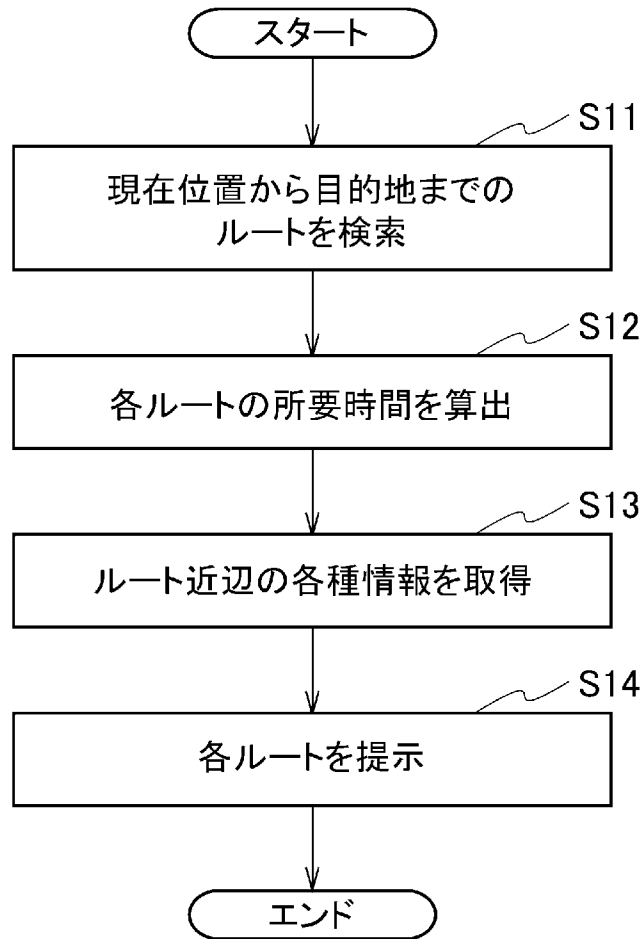 スタート
S11
現在位置から目的地までの
ルートを検索
S12
各ルートの所要時間を算出
S13
ルート近辺の各種情報を取得
S14
各ルートを提示
エンド